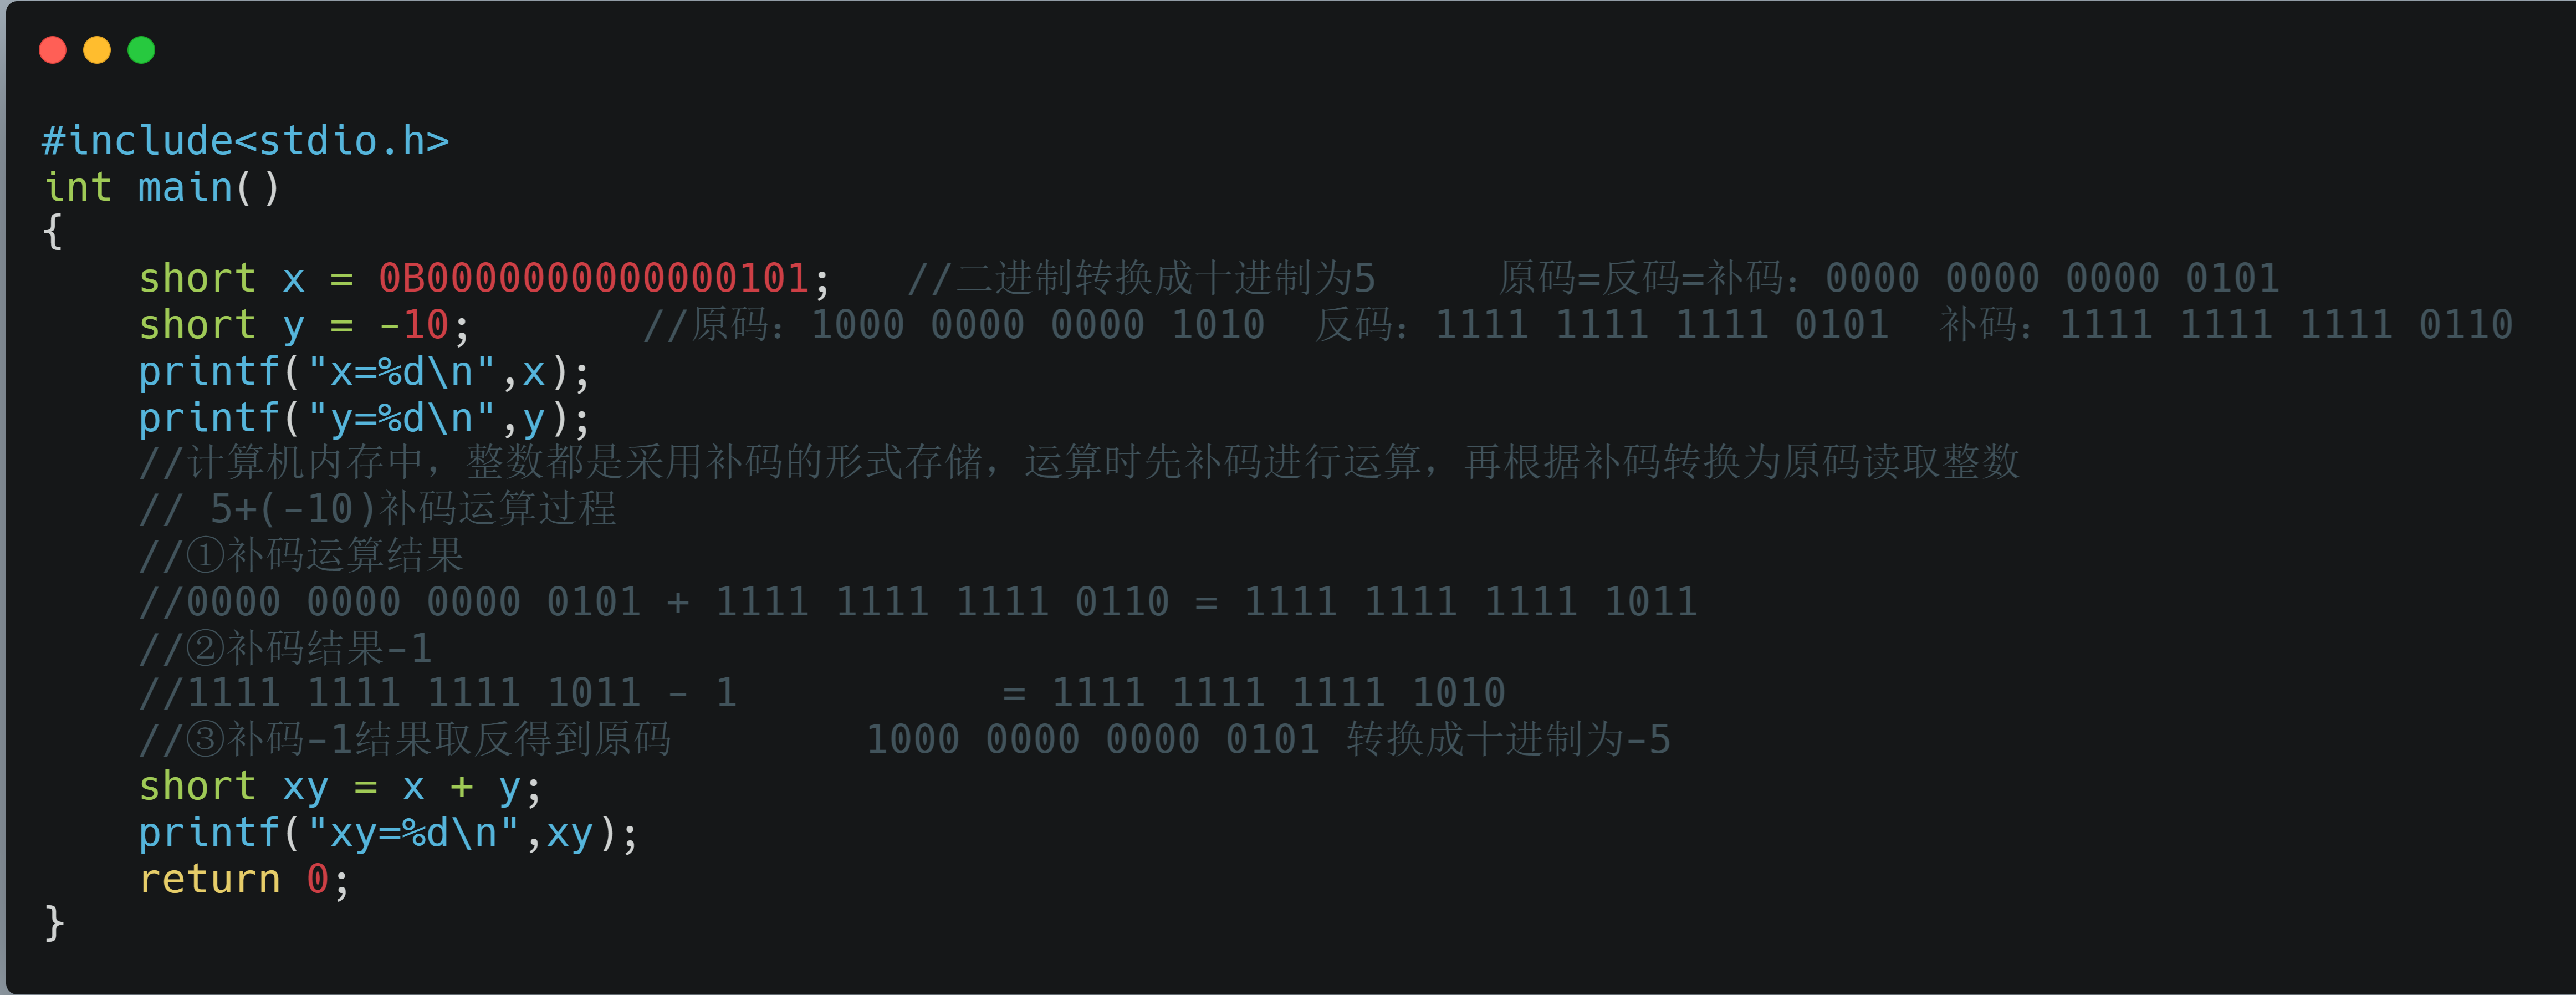 #include<stdio.h>
int main()
{
    short x = 0B0000000000000101;   //二进制转换成十进制为5     原码=反码=补码：0000 0000 0000 0101
    short y = -10;       //原码：1000 0000 0000 1010  反码：1111 1111 1111 0101  补码：1111 1111 1111 0110
    printf("x=%d\n",x);
    printf("y=%d\n",y);
    //计算机内存中，整数都是采用补码的形式存储，运算时先补码进行运算，再根据补码转换为原码读取整数
    // 5+(-10)补码运算过程
    //①补码运算结果
    //0000 0000 0000 0101 + 1111 1111 1111 0110 = 1111 1111 1111 1011
    //②补码结果-1
    //1111 1111 1111 1011 - 1           = 1111 1111 1111 1010
    //③补码-1结果取反得到原码        1000 0000 0000 0101 转换成十进制为-5
    short xy = x + y;
    printf("xy=%d\n",xy);
    return 0;
}